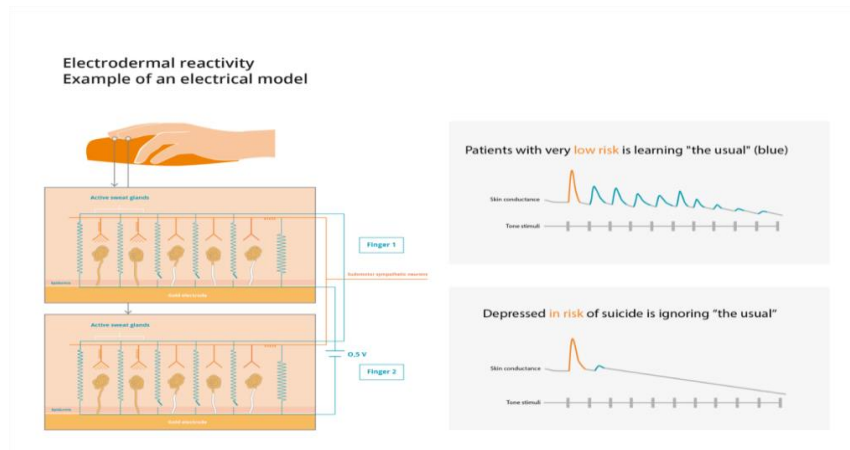 Electrodermal reactivity
Example of an electrical model
Active sweat glands
Finger 1
Sudomotor sympathetic neurons
Gold electrode
Active sweat glands
0,5 V
Finger 2
Gold electrode
Patients with very low risk is learning "the usual" (blue)
Skin conductance
Tone stimuli
Depressed in risk of suicide is ignoring “the usual”
Skin conductance
Tone stimuli